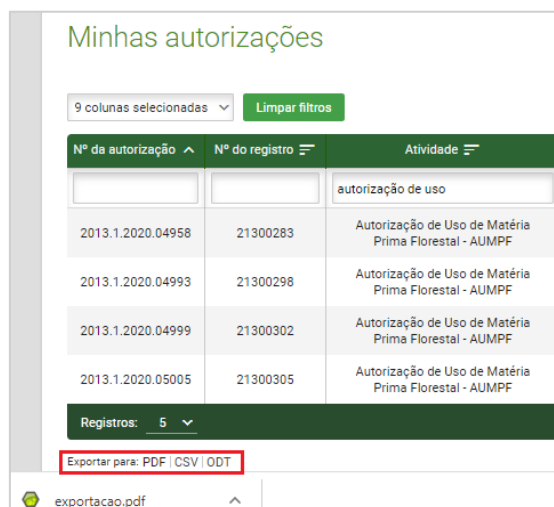 Minhas autorizações
9 colunas selecionadas Limpar filtros
Nº da autorização Nº do registro Atividade
autorização de uso
2013.1.2020.04958 21300283 Autorização de Uso de Matéria
Prima Florestal - AUMPF
2013.1.2020.04993 21300298 Autorização de Uso de Matéria
Prima Florestal - AUMPF
2013.1.2020.04999 21300302 Autorização de Uso de Matéria
Prima Florestal - AUMPF
2013.1.2020.05005 21300305 Autorização de Uso de Matéria
Prima Florestal - AUMPF
Registros: 5
Exportar para: PDF | CSV | ODT
exportacao.pdf